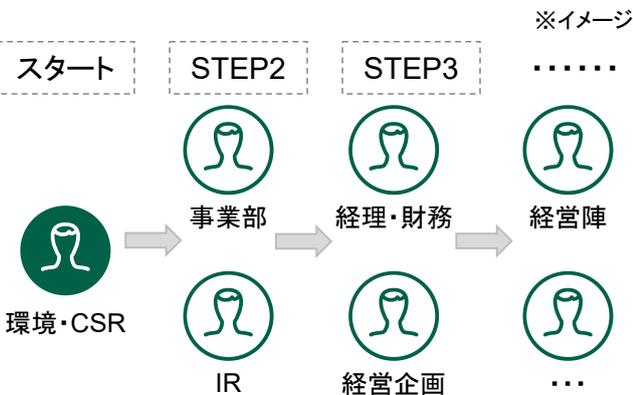 ※イメージ
スタート
STEP2
STEP3
······
事業部
経理・財務
経営陣
環境・CSR
IR
経営企画
···